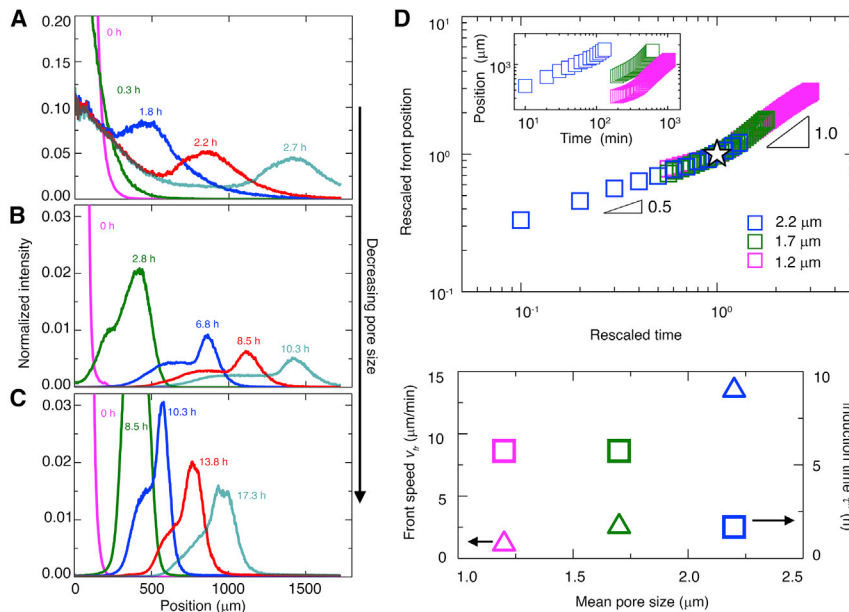 A
0.20
0.15
0.10
0.05
0.00
0 h
0.3 h
1.8 h
2.2 h
2.7 h
B
0.03
0.02
0.01
0.00
0 h
2.8 h
6.8 h
8.5 h
10.3 h
C
0.03
0.02
0.01
0.00
0 h
8.5 h
10.3 h
13.8 h
17.3 h
0 500 1000 1500
Position (μm)
Normalized intensity
Decreasing pore size
D
Rescaled front position
10¹
10⁰
10⁻¹
10⁻¹ 10⁰
Rescaled time
Position (μm)
10³
10¹ 10² 10³
Time (min)
1.0
0.5
2.2 μm
1.7 μm
1.2 μm
Front speed v_fr (μm/min)
15
10
5
0
10
5
0
1.0 1.5 2.0 2.5
Mean pore size (μm)